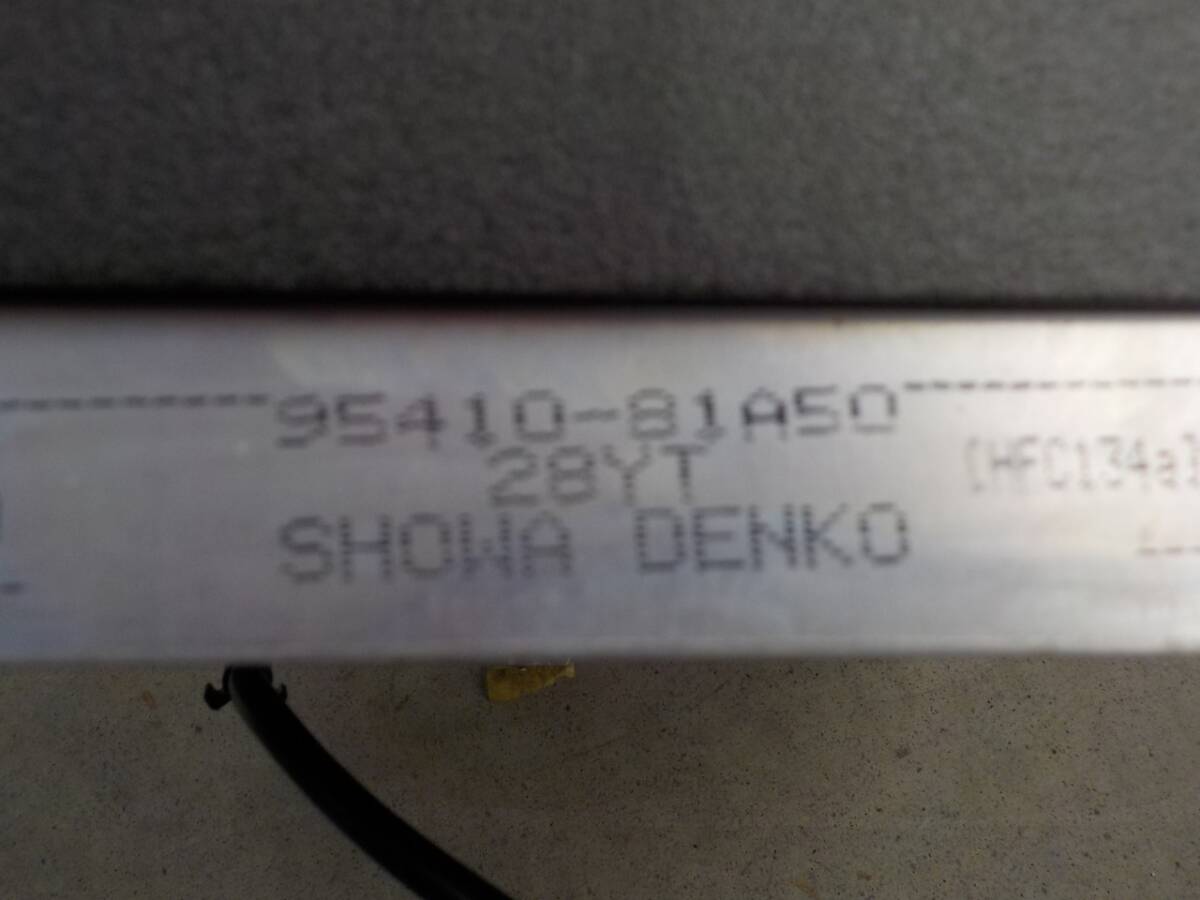 95410-81A50
28YT
(HFC134a)
SHOWA DENKO